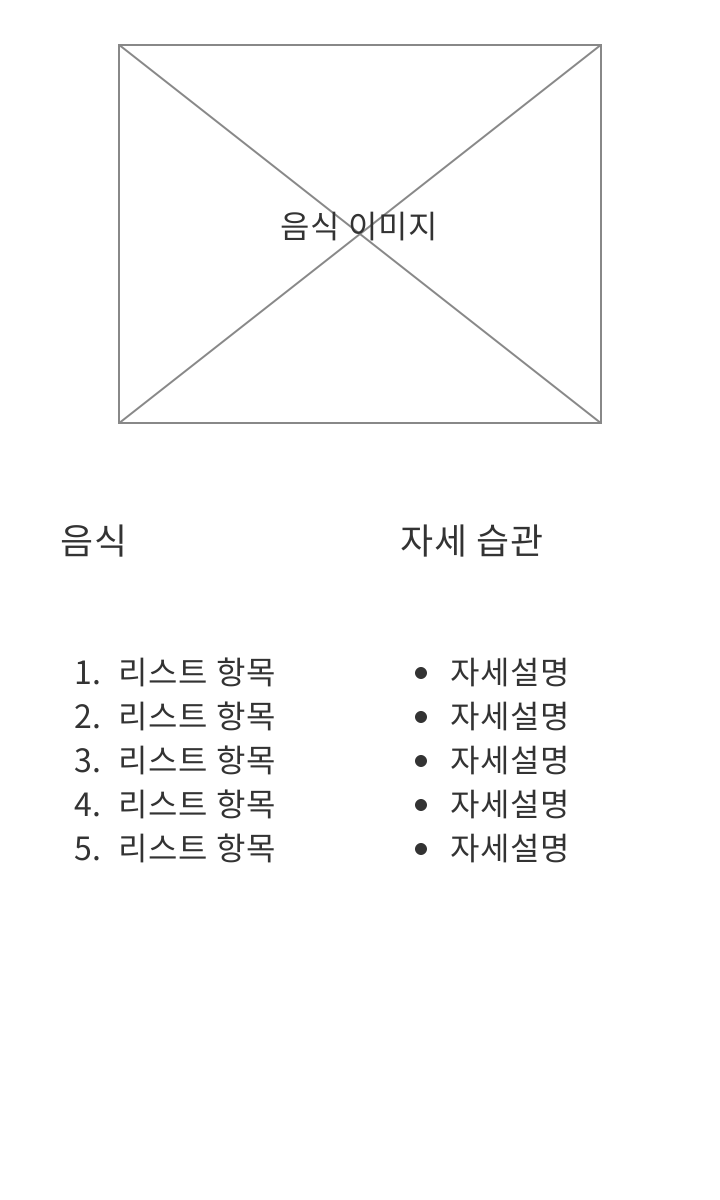 음식 이미지
음식
자세 습관
1. 리스트 항목
2. 리스트 항목
3. 리스트 항목
4. 리스트 항목
5. 리스트 항목
• 자세설명
• 자세설명
• 자세설명
• 자세설명
• 자세설명